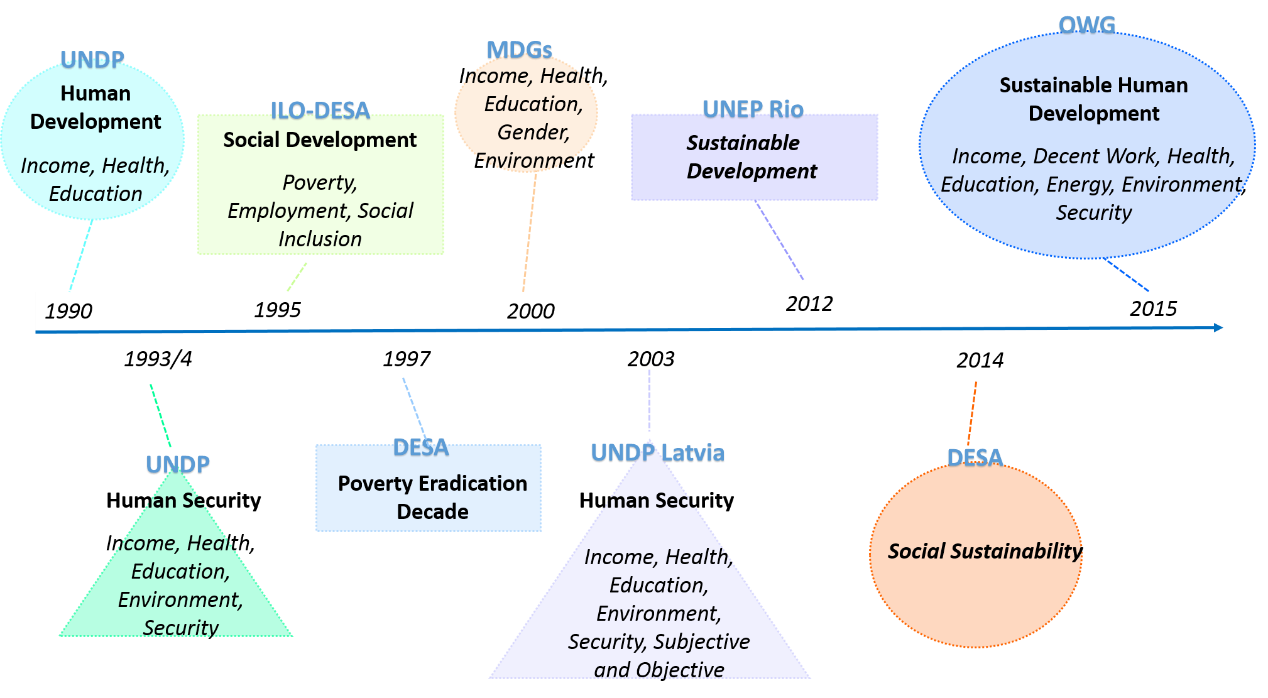 UNDP
Human
Development
Income, Health,
Education
ILO-DESA
Social Development
Poverty,
Employment, Social
Inclusion
MDGs
Income, Health,
Education,
Gender,
Environment
UNEP Rio
Sustainable
Development
OWG
Sustainable Human
Development
Income, Decent Work, Health,
Education, Energy, Environment,
Security
1990
1995
2000
2012
2015
1993/4
1997
2003
2014
UNDP
Human Security
Income, Health,
Education,
Environment,
Security
DESA
Poverty Eradication
Decade
UNDP Latvia
Human Security
Income, Health,
Education,
Environment,
Security, Subjective
and Objective
DESA
Social Sustainability